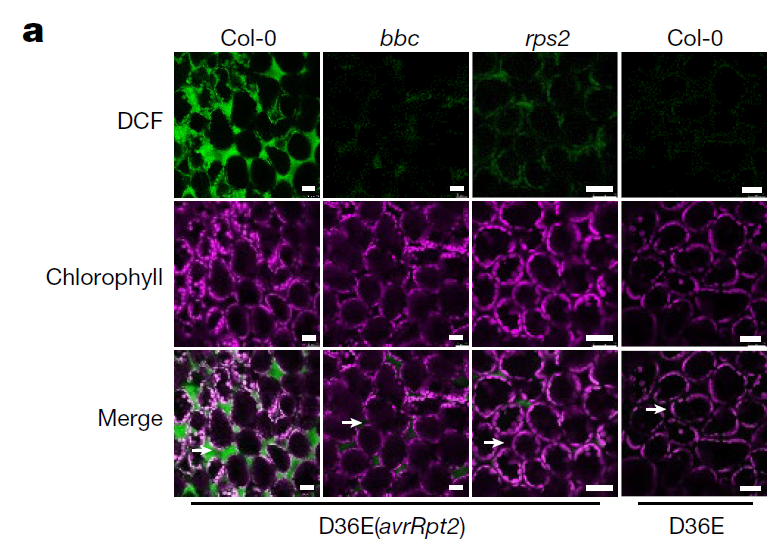 a
Col-0 bbc rps2 Col-0
DCF
Chlorophyll
Merge
D36E(avrRpt2) D36E